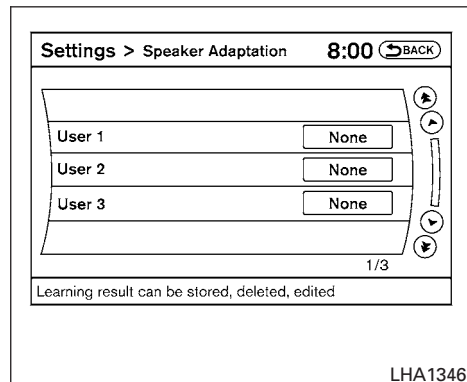 Settings > Speaker Adaptation 8:00 BACK
User 1 None
User 2 None
User 3 None
1/3
Learning result can be stored, deleted, edited
LHA1346